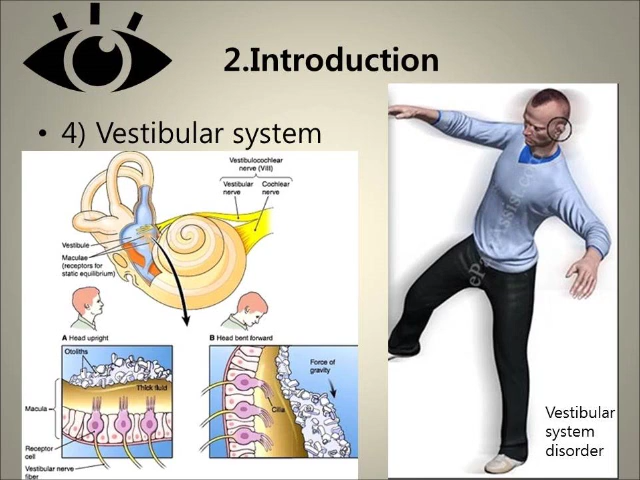 2.Introduction
• 4) Vestibular system
Vestibulocochlear
nerve (VIII)
Vestibular
nerve
Cochlear
nerve
Vestibule
Maculae
(receptors for
static equilibrium)
A Head upright
B Head bent forward
Otoliths
Thick fluid
Macula
Receptor
cell
Vestibular nerve
fiber
Force of
gravity
Cilia
Vestibular
system
disorder